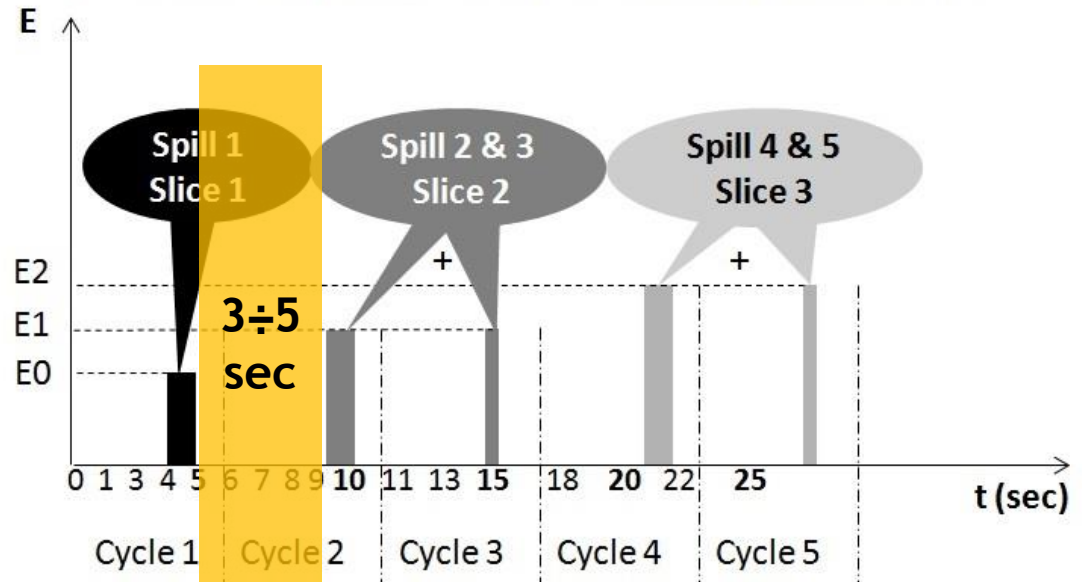 E
Spill 1
Slice 1
Spill 2 & 3
Slice 2
Spill 4 & 5
Slice 3
+
+
E2
E1
E0
3÷5
sec
0 1 3 4 5 6 7 8 9 10 11 13 15 18 20 22 25
t (sec)
Cycle 1 Cycle 2 Cycle 3 Cycle 4 Cycle 5